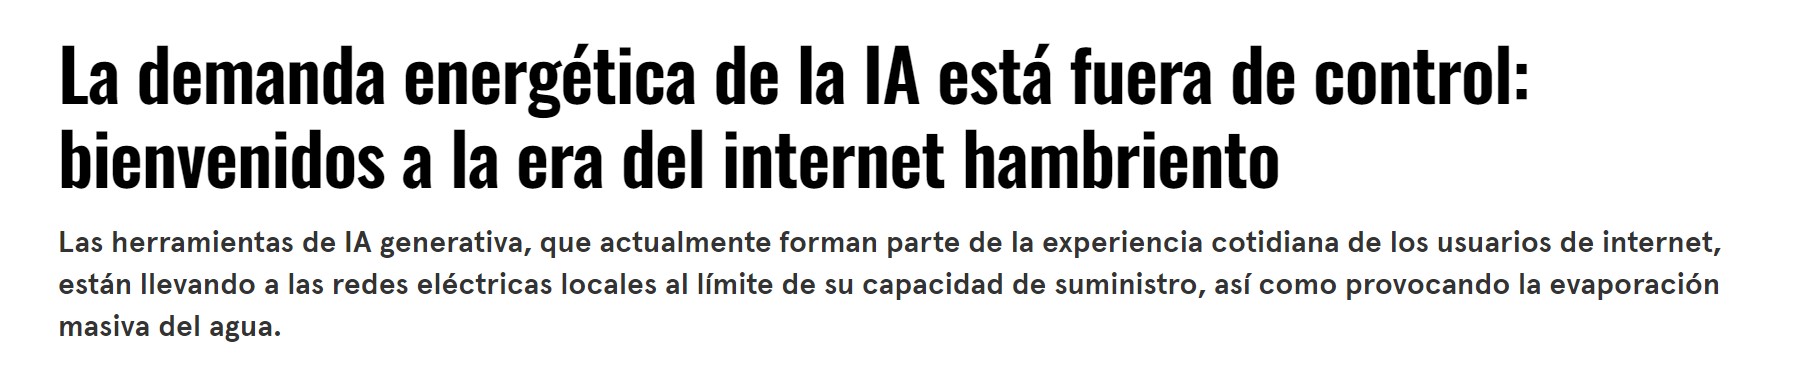 La demanda energética de la IA está fuera de control:
bienvenidos a la era del internet hambriento
Las herramientas de IA generativa, que actualmente forman parte de la experiencia cotidiana de los usuarios de internet,
están llevando a las redes eléctricas locales al límite de su capacidad de suministro, así como provocando la evaporación
masiva del agua.